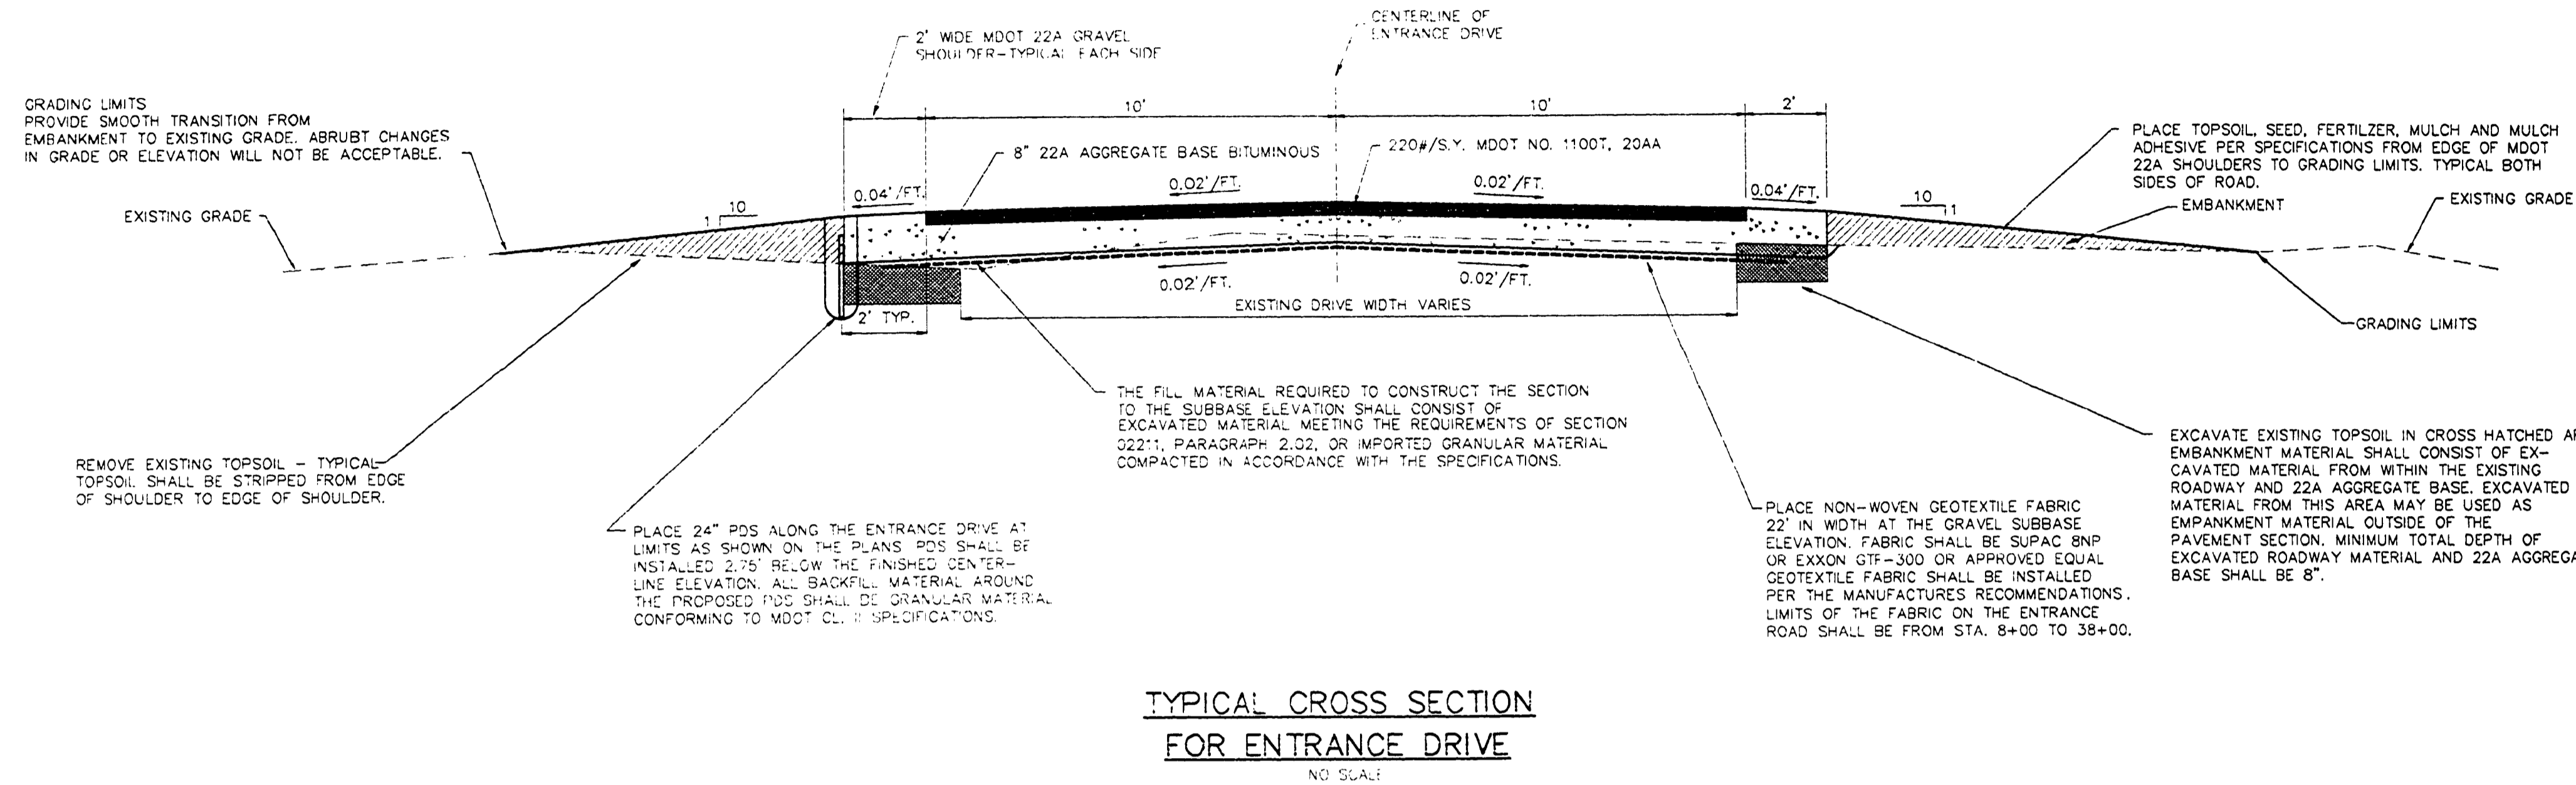 CENTERLINE OF
ENTRANCE DRIVE
2' WIDE MDOT 22A GRAVEL
SHOULDER-TYPICAL EACH SIDE
GRADING LIMITS
PROVIDE SMOOTH TRANSITION FROM
EMBANKMENT TO EXISTING GRADE. ABRUBT CHANGES
IN GRADE OR ELEVATION WILL NOT BE ACCEPTABLE.
10'
10'
2'
8" 22A AGGREGATE BASE BITUMINOUS
220#/S.Y. MDOT NO. 1100T, 20AA
PLACE TOPSOIL, SEED, FERTILZER, MULCH AND MULCH
ADHESIVE PER SPECIFICATIONS FROM EDGE OF MDOT
22A SHOULDERS TO GRADING LIMITS. TYPICAL BOTH
SIDES OF ROAD.
EXISTING GRADE
10
1
0.04'/FT.
0.02'/FT.
0.02'/FT.
0.04'/FT.
10
1
EMBANKMENT
EXISTING GRADE
0.02'/FT.
0.02'/FT.
EXISTING DRIVE WIDTH VARIES
2' TYP.
GRADING LIMITS
THE FILL MATERIAL REQUIRED TO CONSTRUCT THE SECTION
TO THE SUBBASE ELEVATION SHALL CONSIST OF
EXCAVATED MATERIAL MEETING THE REQUIREMENTS OF SECTION
02211, PARAGRAPH 2.02, OR IMPORTED GRANULAR MATERIAL
COMPACTED IN ACCORDANCE WITH THE SPECIFICATIONS.
REMOVE EXISTING TOPSOIL - TYPICAL
TOPSOIL SHALL BE STRIPPED FROM EDGE
OF SHOULDER TO EDGE OF SHOULDER.
PLACE 24" PDS ALONG THE ENTRANCE DRIVE AT
LIMITS AS SHOWN ON THE PLANS PDS SHALL BE
INSTALLED 2.75' BELOW THE FINISHED CENTER-
LINE ELEVATION. ALL BACKFILL MATERIAL AROUND
THE PROPOSED PDS SHALL BE GRANULAR MATERIAL
CONFORMING TO MDOT CL. II SPECIFICATIONS.
PLACE NON-WOVEN GEOTEXTILE FABRIC
22' IN WIDTH AT THE GRAVEL SUBBASE
ELEVATION. FABRIC SHALL BE SUPAC 8NP
OR EXXON GTF-300 OR APPROVED EQUAL
GEOTEXTILE FABRIC SHALL BE INSTALLED
PER THE MANUFACTURES RECOMMENDATIONS.
LIMITS OF THE FABRIC ON THE ENTRANCE
ROAD SHALL BE FROM STA. 8+00 TO 38+00.
EXCAVATE EXISTING TOPSOIL IN CROSS HATCHED
EMBANKMENT MATERIAL SHALL CONSIST OF EX-
CAVATED MATERIAL FROM WITHIN THE EXISTING
ROADWAY AND 22A AGGREGATE BASE. EXCAVATED
MATERIAL FROM THIS AREA MAY BE USED AS
EMPANKMENT MATERIAL OUTSIDE OF THE
PAVEMENT SECTION. MINIMUM TOTAL DEPTH OF
EXCAVATED ROADWAY MATERIAL AND 22A
BASE SHALL BE 8".
TYPICAL CROSS SECTION
FOR ENTRANCE DRIVE
NO SCALE